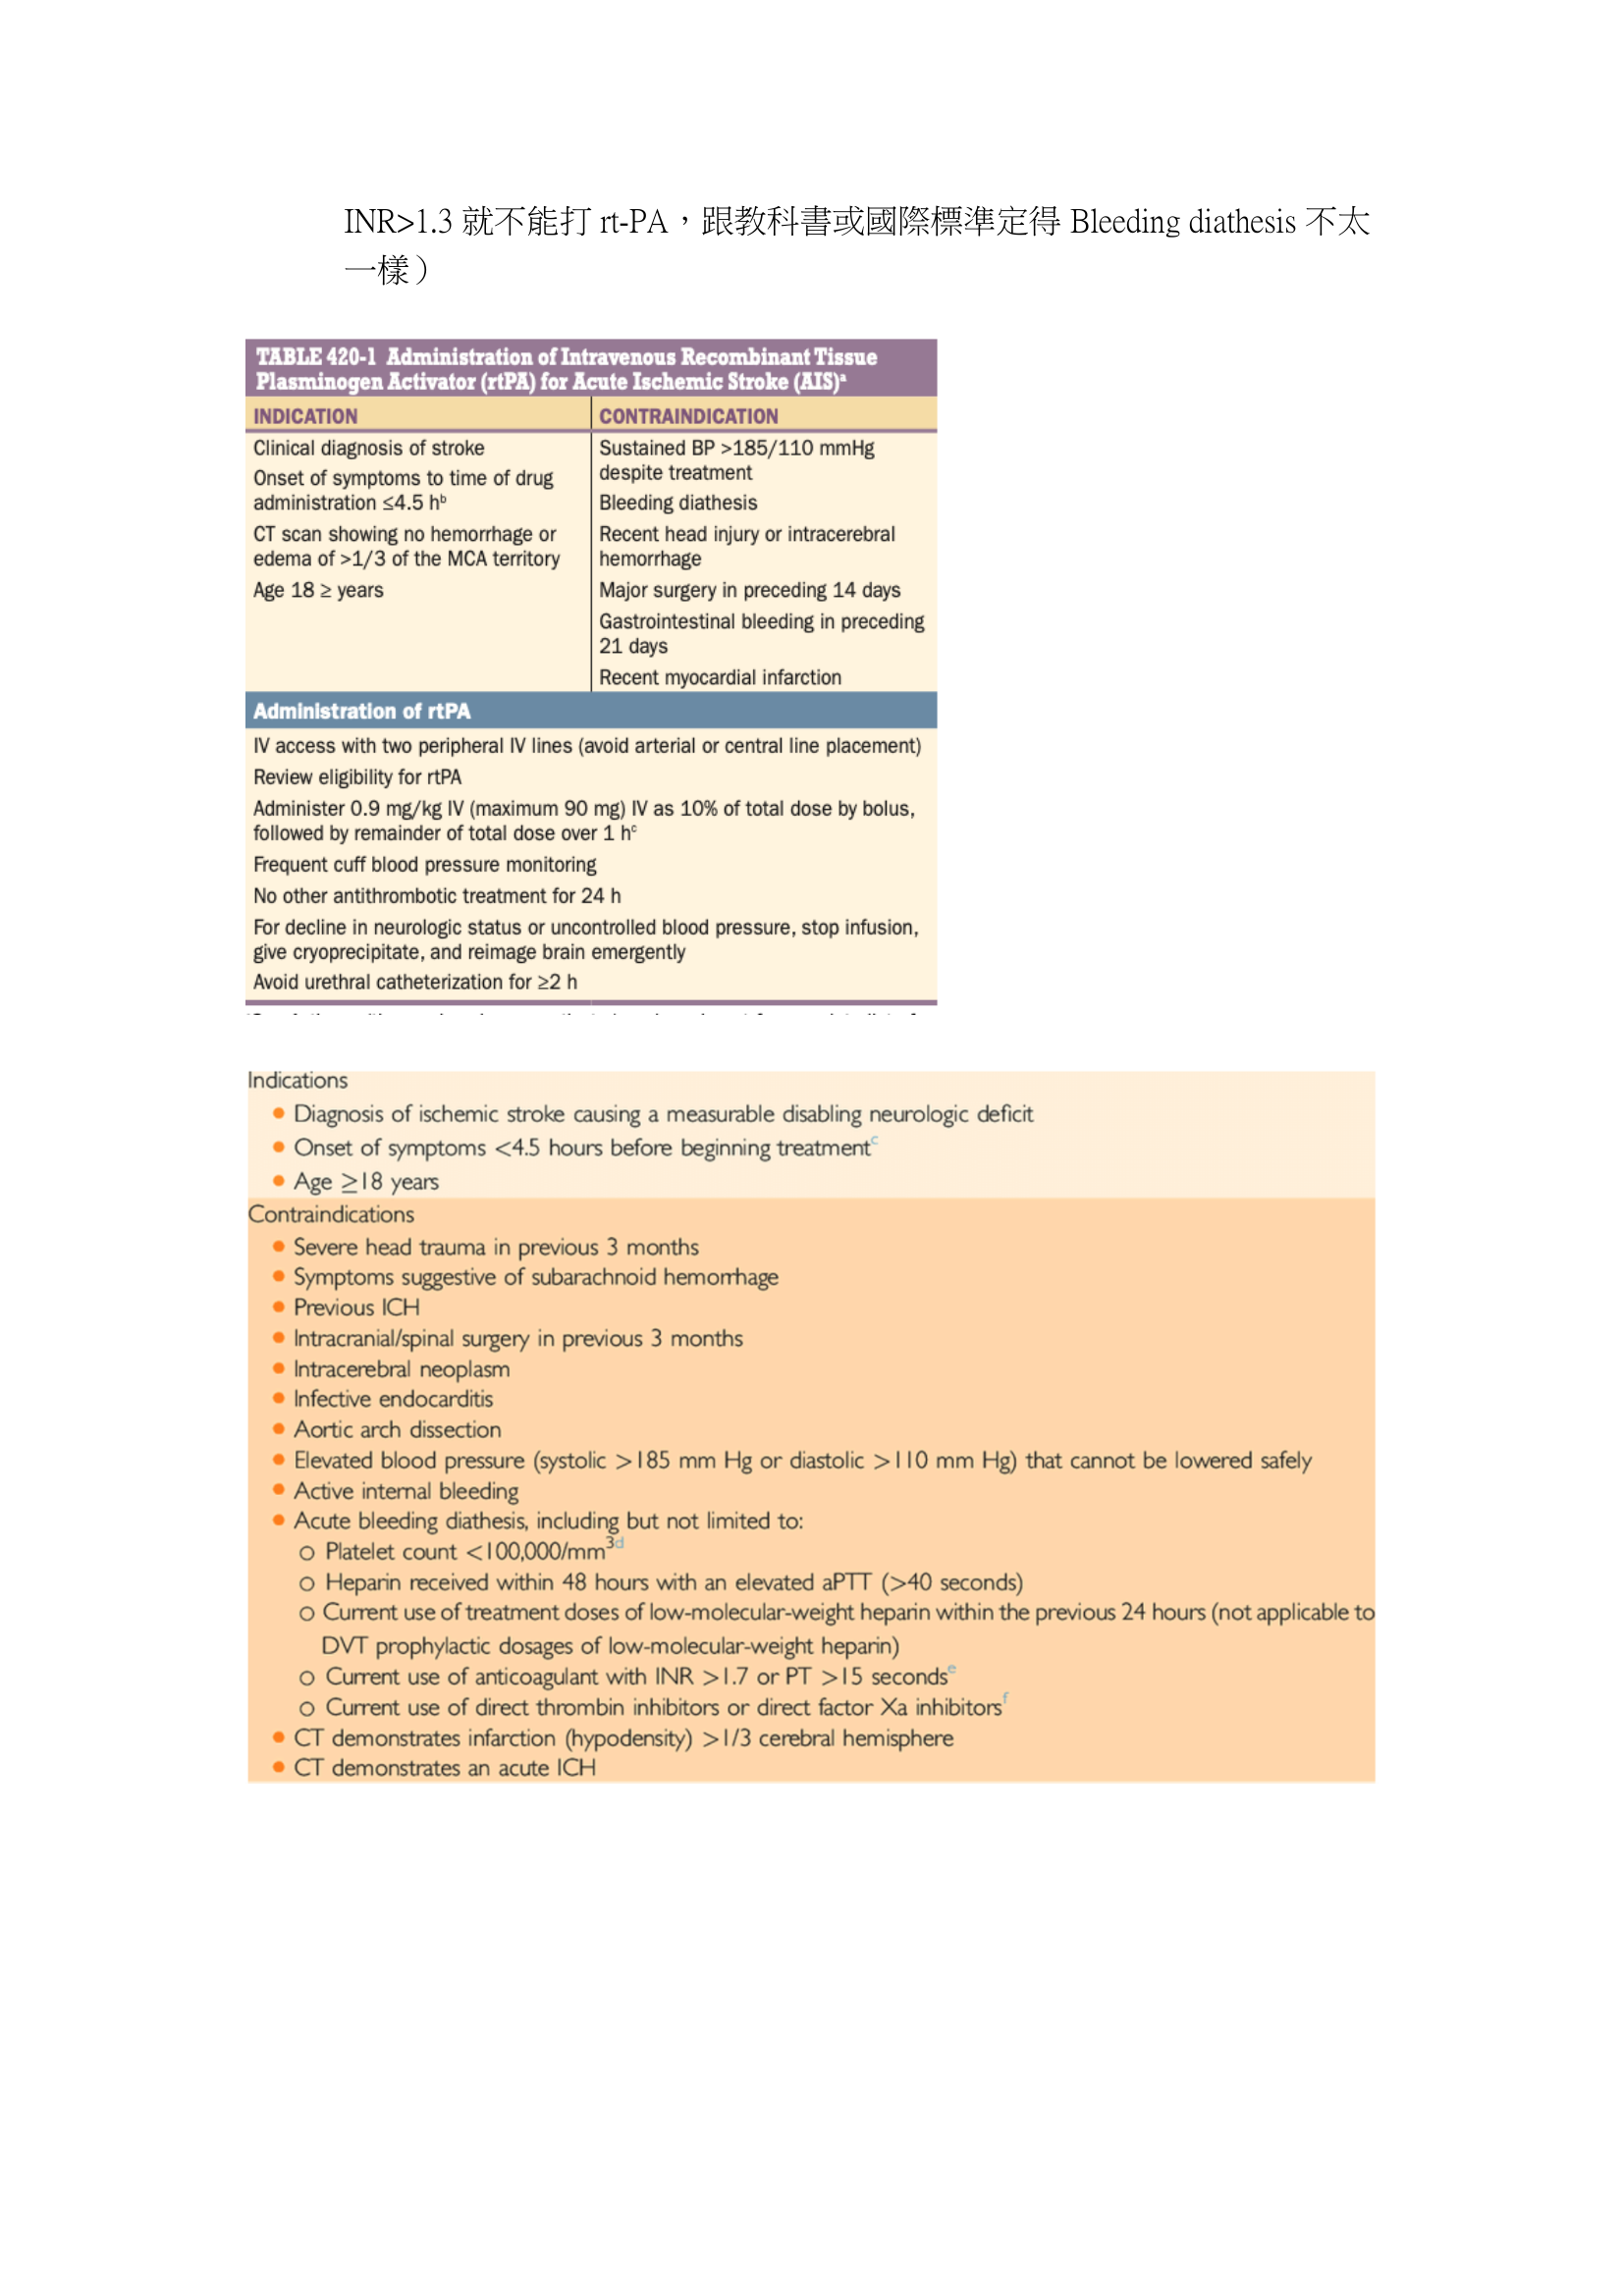 INR>1.3 就不能打 rt-PA，跟教科書或國際標準定得 Bleeding diathesis 不太
一樣）
TABLE 420-1 Administration of Intravenous Recombinant Tissue
Plasminogen Activator (rtPA) for Acute Ischemic Stroke (AIS)ᵃ
INDICATION
Clinical diagnosis of stroke
Onset of symptoms to time of drug
administration ≤4.5 hᵇ
CT scan showing no hemorrhage or
edema of >1/3 of the MCA territory
Age 18 ≥ years
CONTRAINDICATION
Sustained BP >185/110 mmHg
despite treatment
Bleeding diathesis
Recent head injury or intracerebral
hemorrhage
Major surgery in preceding 14 days
Gastrointestinal bleeding in preceding
21 days
Recent myocardial infarction
Administration of rtPA
IV access with two peripheral IV lines (avoid arterial or central line placement)
Review eligibility for rtPA
Administer 0.9 mg/kg IV (maximum 90 mg) IV as 10% of total dose by bolus,
followed by remainder of total dose over 1 hᶜ
Frequent cuff blood pressure monitoring
No other antithrombotic treatment for 24 h
For decline in neurologic status or uncontrolled blood pressure, stop infusion,
give cryoprecipitate, and reimage brain emergently
Avoid urethral catheterization for ≥2 h
Indications
● Diagnosis of ischemic stroke causing a measurable disabling neurologic deficit
● Onset of symptoms <4.5 hours before beginning treatmentᶜ
● Age ≥18 years
Contraindications
● Severe head trauma in previous 3 months
● Symptoms suggestive of subarachnoid hemorrhage
● Previous ICH
● Intracranial/spinal surgery in previous 3 months
● Intracerebral neoplasm
● Infective endocarditis
● Aortic arch dissection
● Elevated blood pressure (systolic >185 mm Hg or diastolic >110 mm Hg) that cannot be lowered safely
● Active internal bleeding
● Acute bleeding diathesis, including but not limited to:
○ Platelet count <100,000/mm³ᵈ
○ Heparin received within 48 hours with an elevated aPTT (>40 seconds)
○ Current use of treatment doses of low-molecular-weight heparin within the previous 24 hours (not applicable to
DVT prophylactic dosages of low-molecular-weight heparin)
○ Current use of anticoagulant with INR >1.7 or PT >15 secondsᵉ
○ Current use of direct thrombin inhibitors or direct factor Xa inhibitorsᶠ
● CT demonstrates infarction (hypodensity) >1/3 cerebral hemisphere
● CT demonstrates an acute ICH